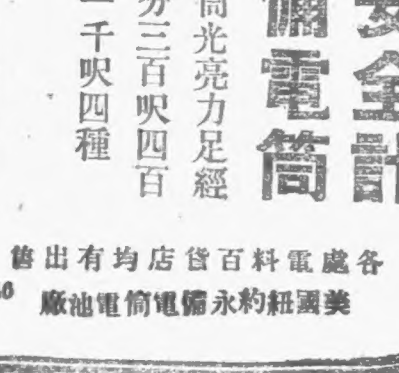 安全計
備電筒
筒光亮力足經
分三百呎四百
一千呎四種
各處電料百貨店均有出售
美國紐約永備電筒電池廠